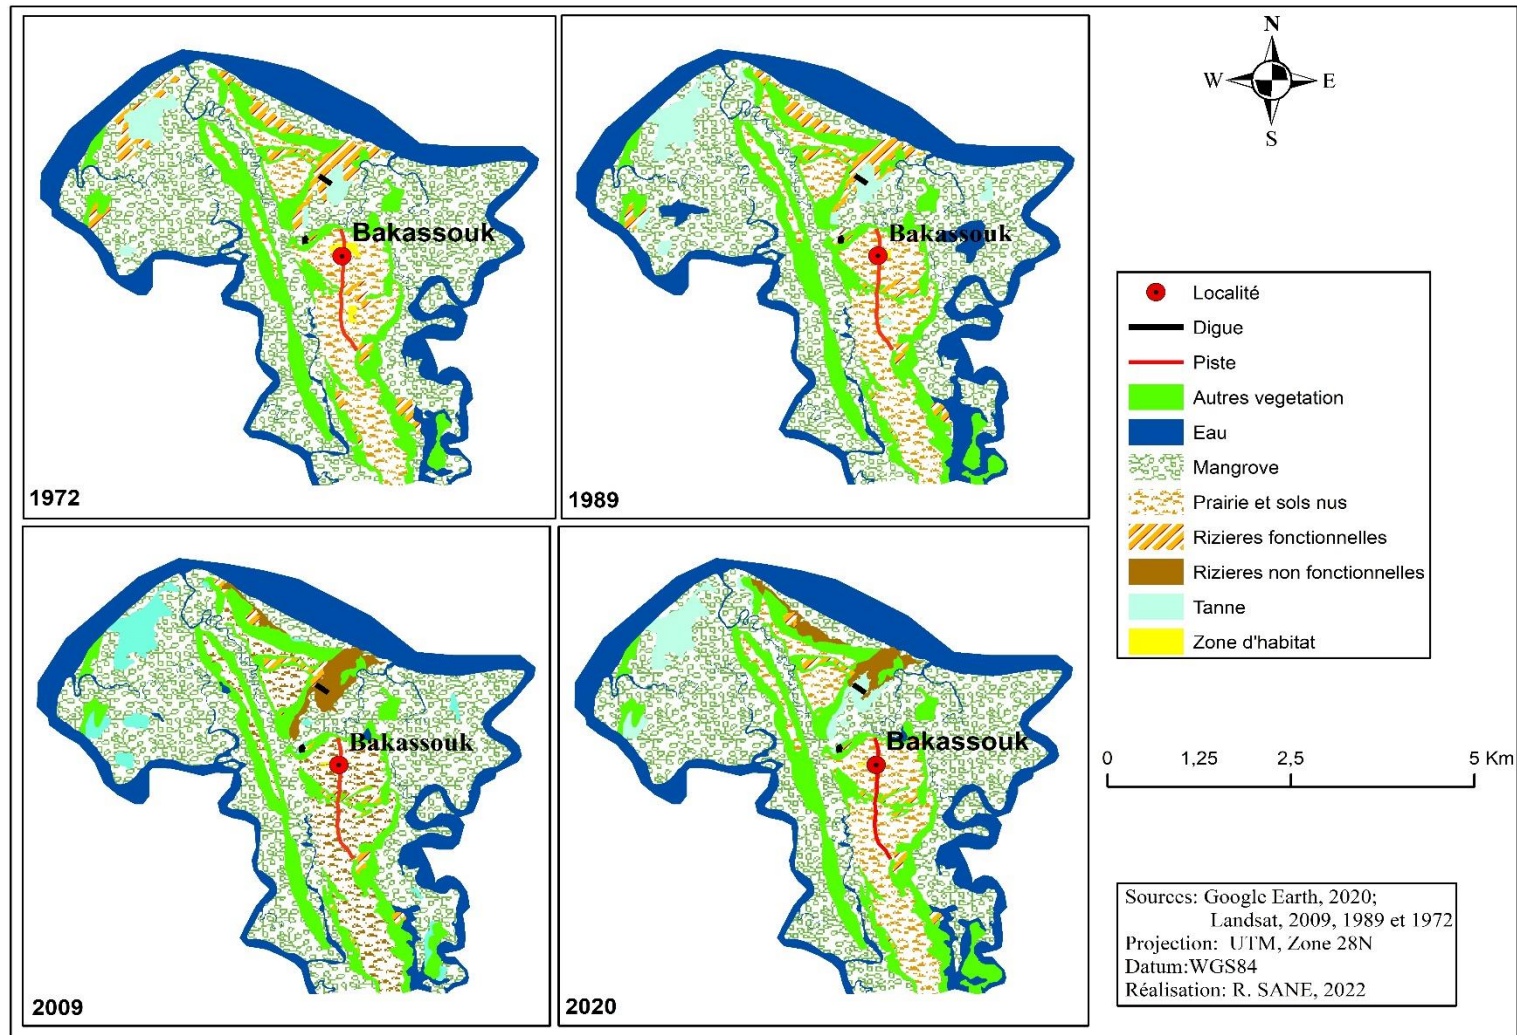 Bakassouk
1972
Bakassouk
1989
Bakassouk
2009
Bakassouk
2020
N
W E
S
Localité
Digue
Piste
Autres vegetation
Eau
Mangrove
Prairie et sols nus
Rizieres fonctionnelles
Rizieres non fonctionnelles
Tanne
Zone d'habitat
0 1,25 2,5 5 Km
Sources: Google Earth, 2020;
Landsat, 2009, 1989 et 1972
Projection: UTM, Zone 28N
Datum:WGS84
Réalisation: R. SANE, 2022